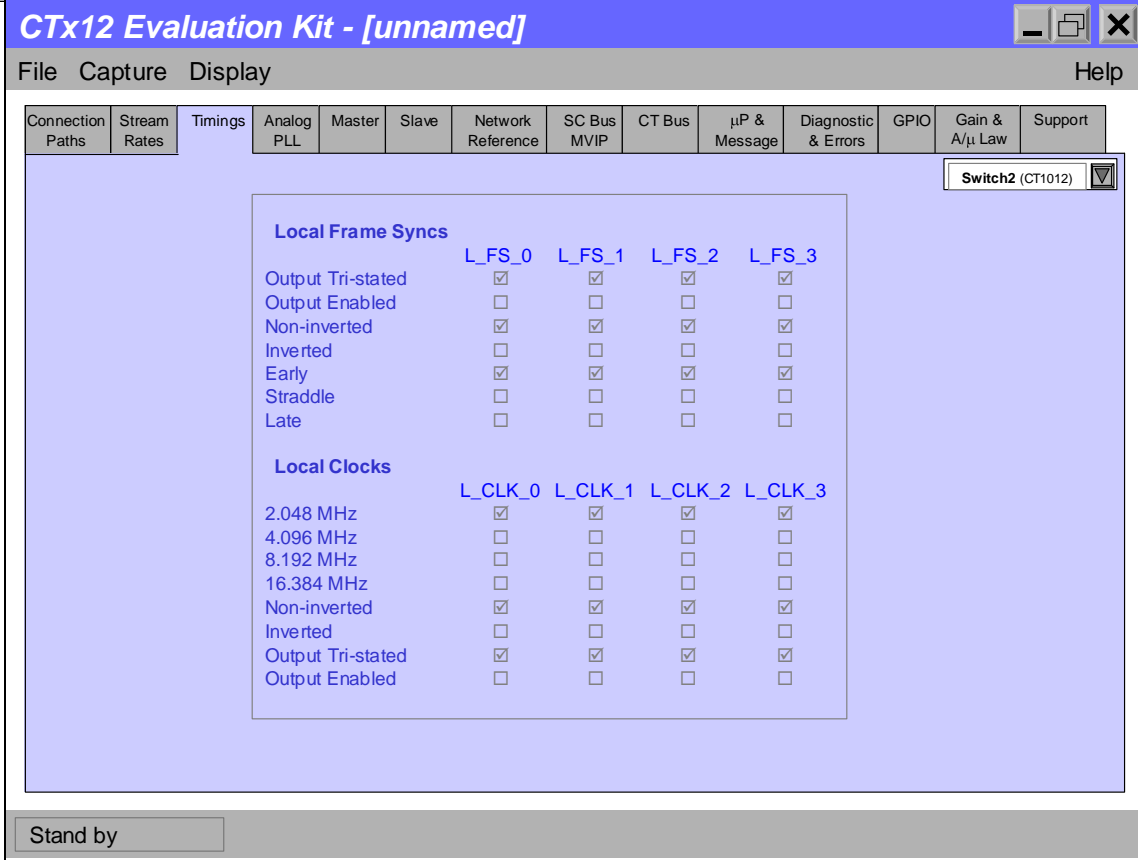 CTx12 Evaluation Kit - [unnamed]
File Capture Display Help
Connection Paths Stream Rates Timings Analog PLL Master Slave Network Reference SC Bus MVIP CT Bus μP & Message Diagnostic & Errors GPIO Gain & A/μ Law Support
Switch2 (CT1012)
Local Frame Syncs
L_FS_0 L_FS_1 L_FS_2 L_FS_3
Output Tri-stated
Output Enabled
Non-inverted
Inverted
Early
Straddle
Late
Local Clocks
L_CLK_0 L_CLK_1 L_CLK_2 L_CLK_3
2.048 MHz
4.096 MHz
8.192 MHz
16.384 MHz
Non-inverted
Inverted
Output Tri-stated
Output Enabled
Stand by